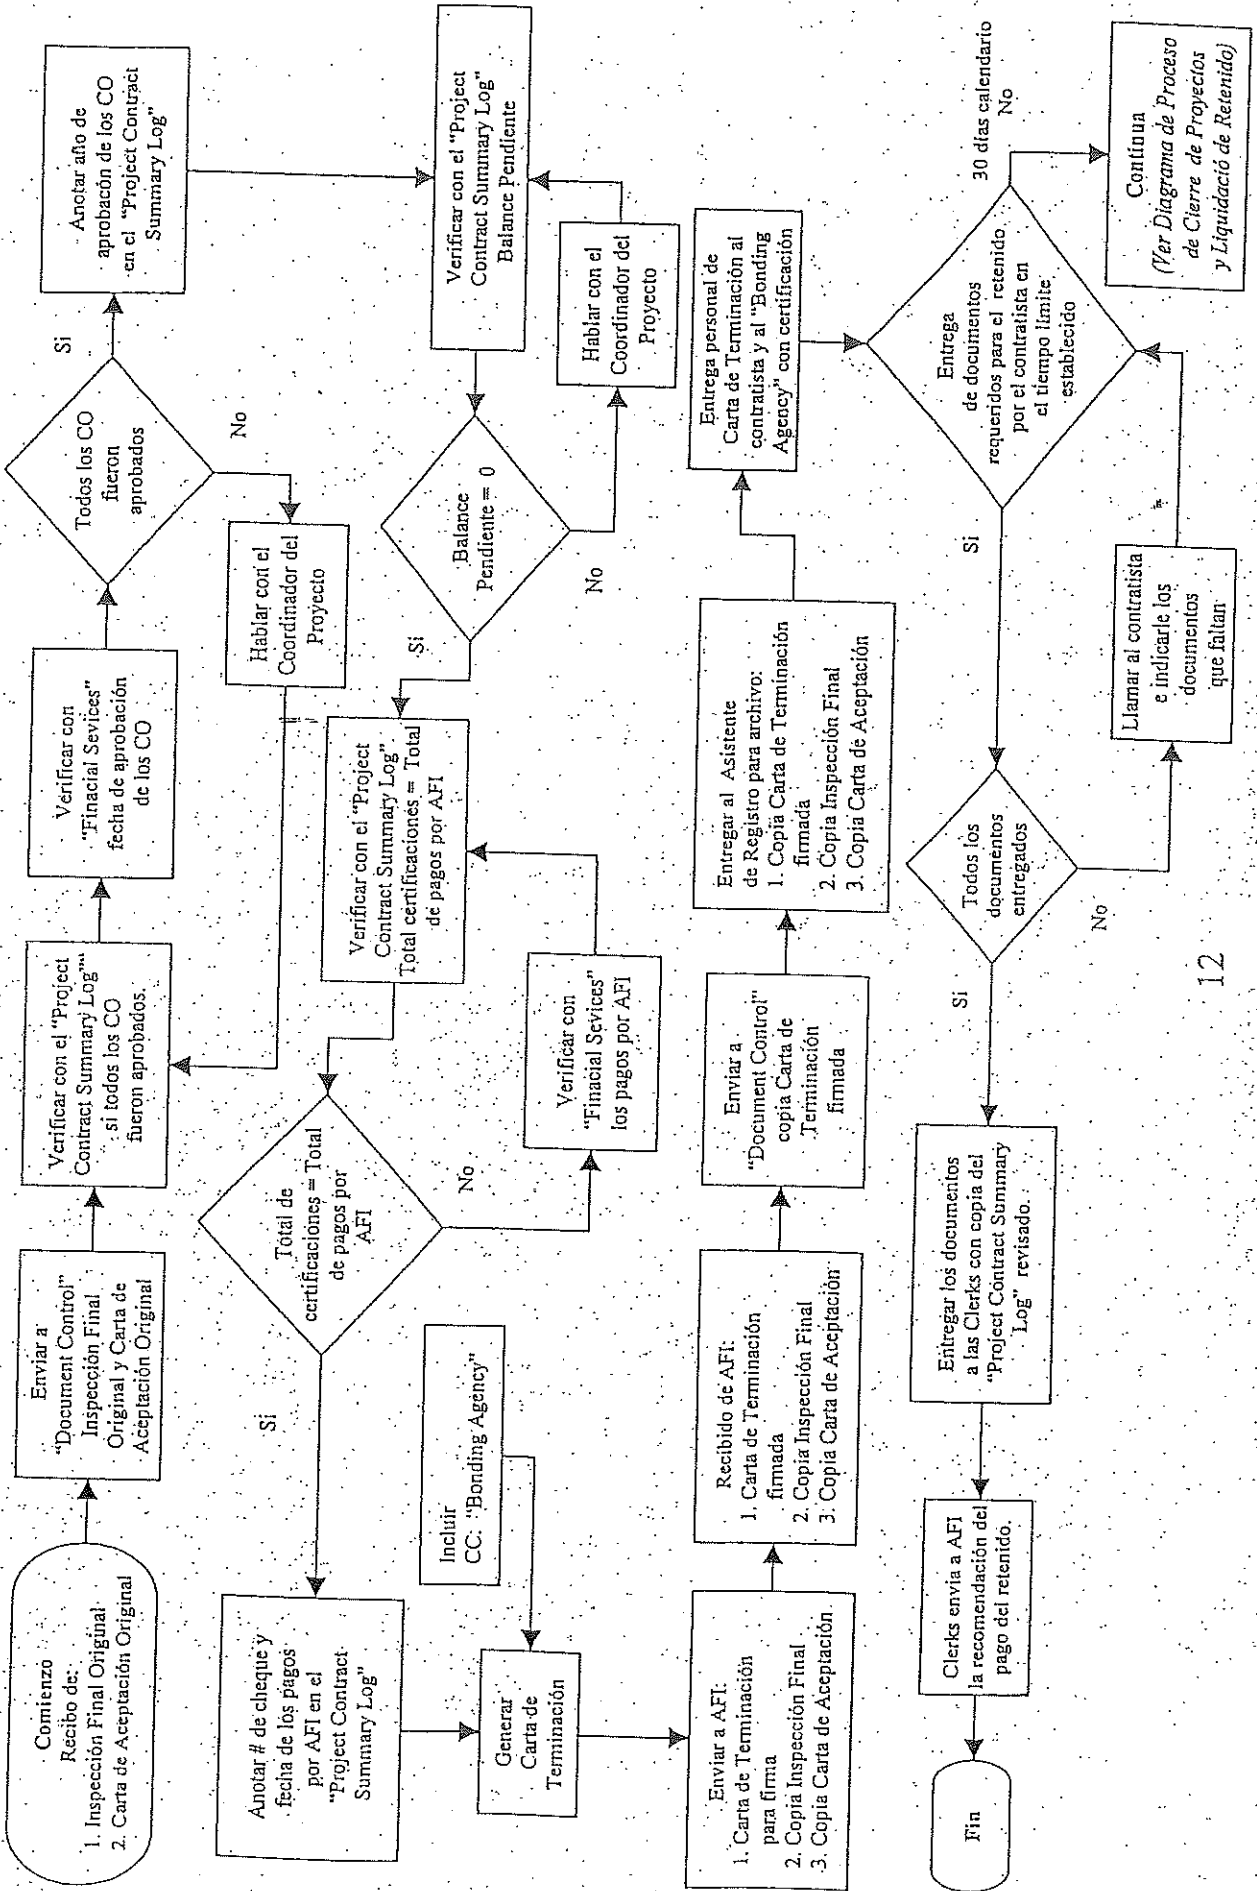 Comienzo
Recibo de:
1. Inspección Final Original
2. Carta de Aceptación Original
Enviar a
"Document Control"
Inspección Final
Original y Carta de
Aceptación Original
Verificar con el "Project
Contract Summary Log""
si todos los CO
fueron aprobados.
Verificar con
"Finacial Sevices"
fecha de aprobación
de los CO
Todos los CO
fueron
aprobados
Si
No
Anotar año de
aprobacón de los CO
en el "Project Contract
Summary Log"
Hablar con el
Coordinador del
Proyecto
Verificar con el "Project
Contract Summary Log"
Balance Pendiente
Balance
Pendiente = 0
Si
No
Hablar con el
Coordinador del
Proyecto
Verificar con el "Project
Contract Summary Log"
Total certificaciones = Total
de pagos por AFI
Total de
certificaciones = Total
de pagos por
AFI
Si
No
Verificar con
"Finacial Sevices"
los pagos por AFI
Anotar # de cheque y
fecha de los pagos
por AFI en el
"Project Contract
Summary Log"
Incluir
CC: "Bonding Agency"
Generar
Carta de
Terminación
Enviar a AFI:
1. Carta de Terminación
para firma
2. Copia Inspección Final
3. Copia Carta de Aceptación
Recibido de AFI:
1. Carta de Terminación
firmada
2. Copia Inspección Final
3. Copia Carta de Aceptación
Enviar a
"Document Control"
copia Carta de
Terminación
firmada
Entregar al Asistente
de Registro para archivo:
1. Copia Carta de Terminación
firmada
2. Copia Inspección Final
3. Copia Carta de Aceptación
Entrega personal de
Carta de Terminación al
contratista y al "Bonding
Agency" con certificación
Entrega
de documentos
requeridos para el retenido
por el contratista en
el tiempo límite
establecido
30 días calendario
No
Si
Continua
(Ver Diagrama de Proceso
de Cierre de Proyectos
y Liquidació de Retenido)
Todos los
documentos
entregados
Si
No
Llamar al contratista
e indicarle los
documentos
que faltan
Entregar los documentos
a las Clerks con copia del
"Project Contract Summary
Log" revisado.
Clerks envia a AFI
la recomendación del
pago del retenido.
Fin
12